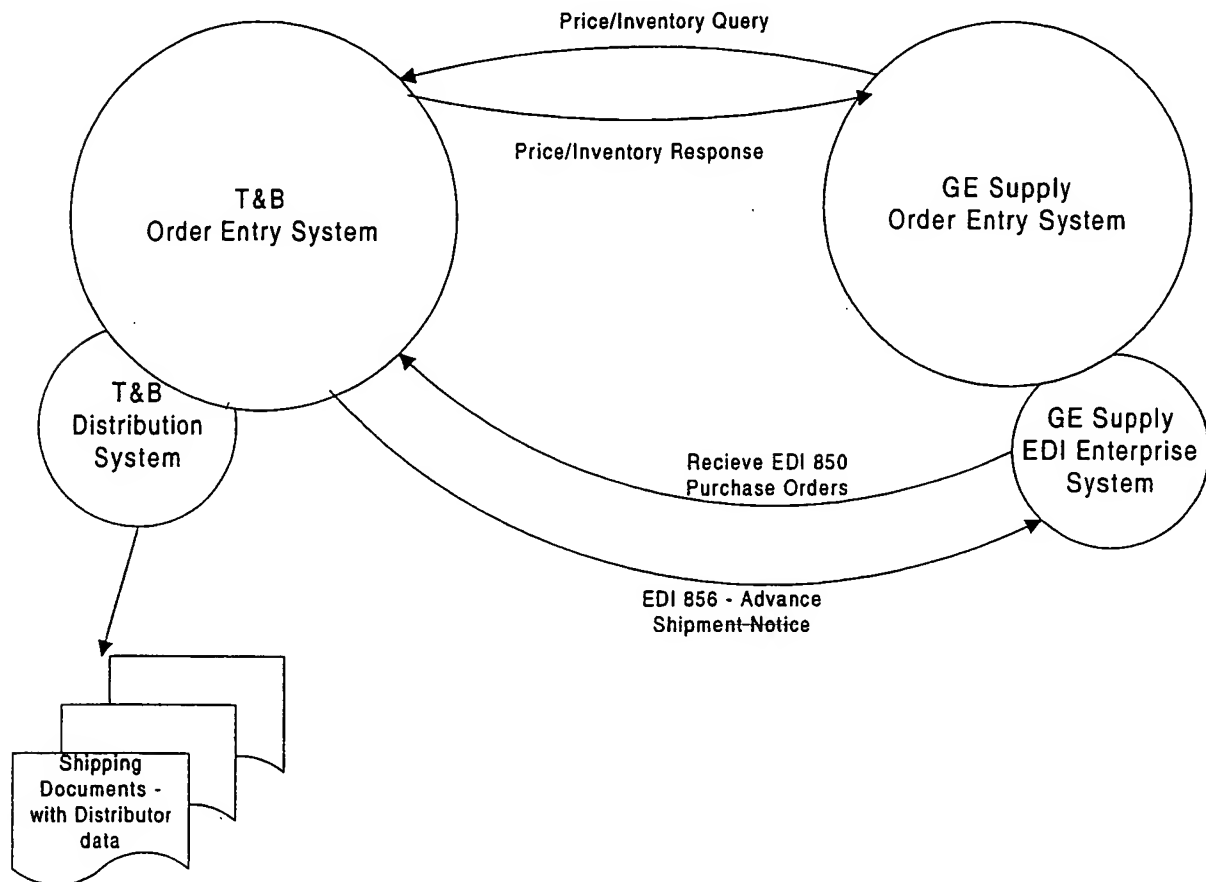 Price/Inventory Query
Price/Inventory Response
T&B
Order Entry System
GE Supply
Order Entry System
T&B
Distribution
System
GE Supply
EDI Enterprise
System
Recieve EDI 850
Purchase Orders
EDI 856 - Advance
Shipment Notice
Shipping
Documents -
with Distributor
data